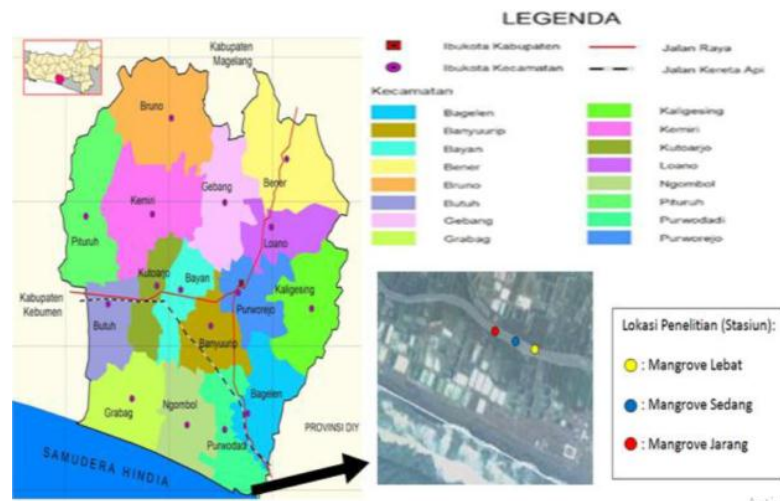 LEGENDA
Ibukota Kabupaten
Jalan Raya
Ibukota Kecamatan
Jalan Kereta Api
Kecamatan
Bagelen
Kaligesing
Banyuurip
Kemiri
Bayan
Kutoarjo
Bener
Loano
Bruno
Ngombol
Butuh
Pituruh
Gebang
Purwodadi
Grabag
Purworejo
Kabupaten
Magelang
Bruno
Bener
Gebang
Kemiri
Pituruh
Loano
Kutoarjo
Bayan
Kaligesing
Kabupaten
Kebumen
Butuh
Purworejo
Banyuurip
Bagelen
Grabag
Ngombol
Purwodadi
PROVINSI DIY
SAMUDERA HINDIA
Lokasi Penelitian (Stasiun):
: Mangrove Lebat
: Mangrove Sedang
: Mangrove Jarang